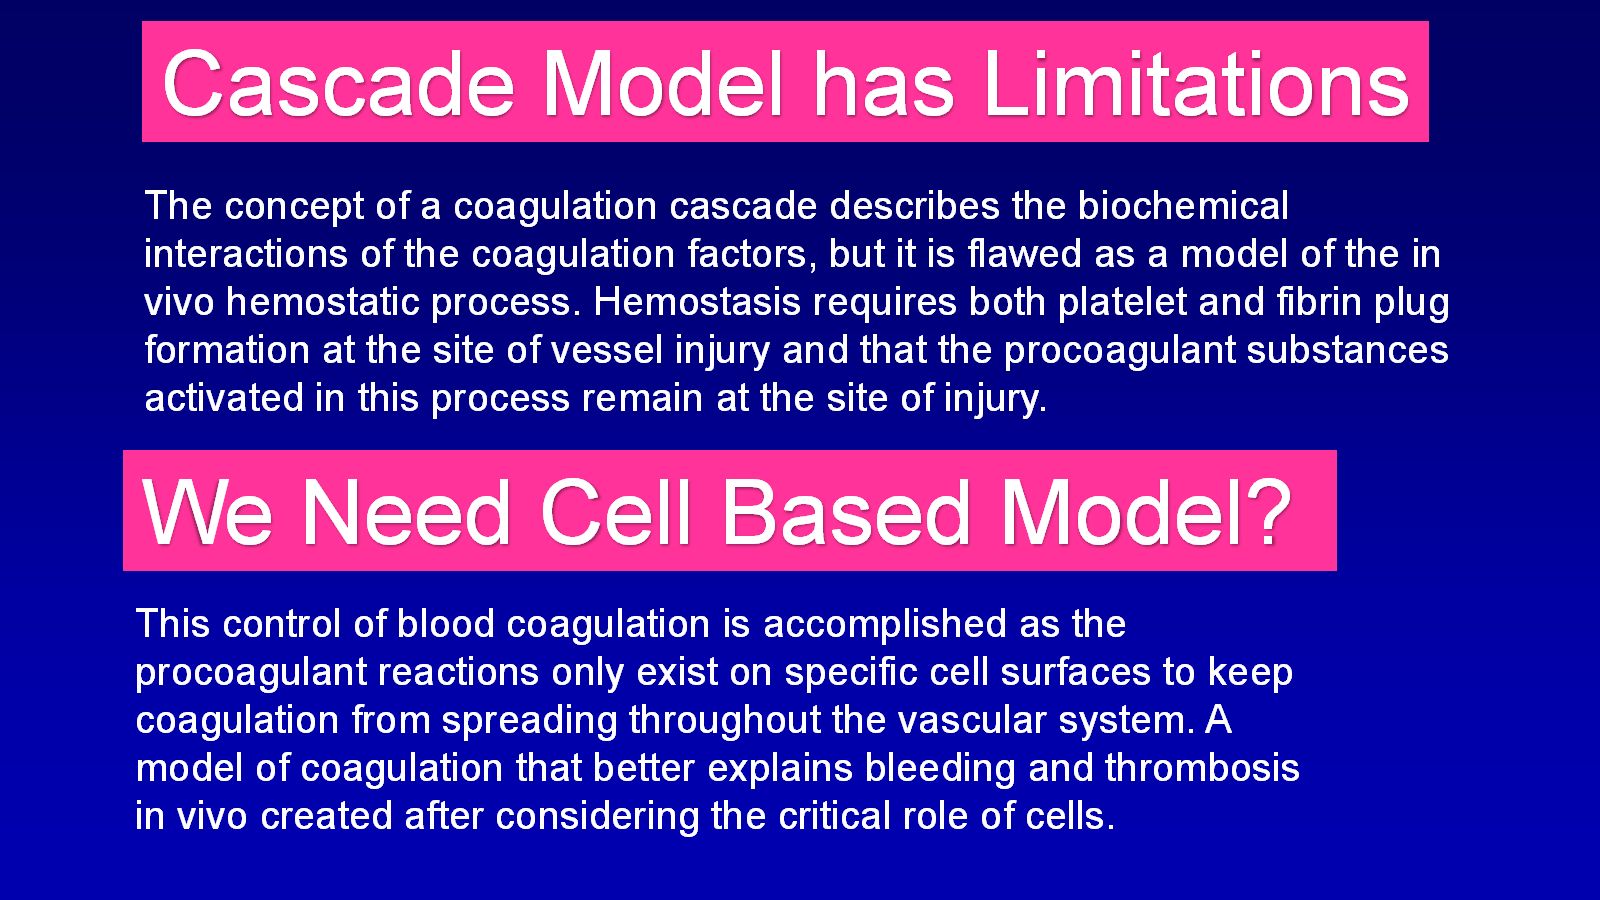 Cascade Model has Limitations
The concept of a coagulation cascade describes the biochemical
interactions of the coagulation factors, but it is flawed as a model of the in
vivo hemostatic process. Hemostasis requires both platelet and fibrin plug
formation at the site of vessel injury and that the procoagulant substances
activated in this process remain at the site of injury.
We Need Cell Based Model?
This control of blood coagulation is accomplished as the
procoagulant reactions only exist on specific cell surfaces to keep
coagulation from spreading throughout the vascular system. A
model of coagulation that better explains bleeding and thrombosis
in vivo created after considering the critical role of cells.